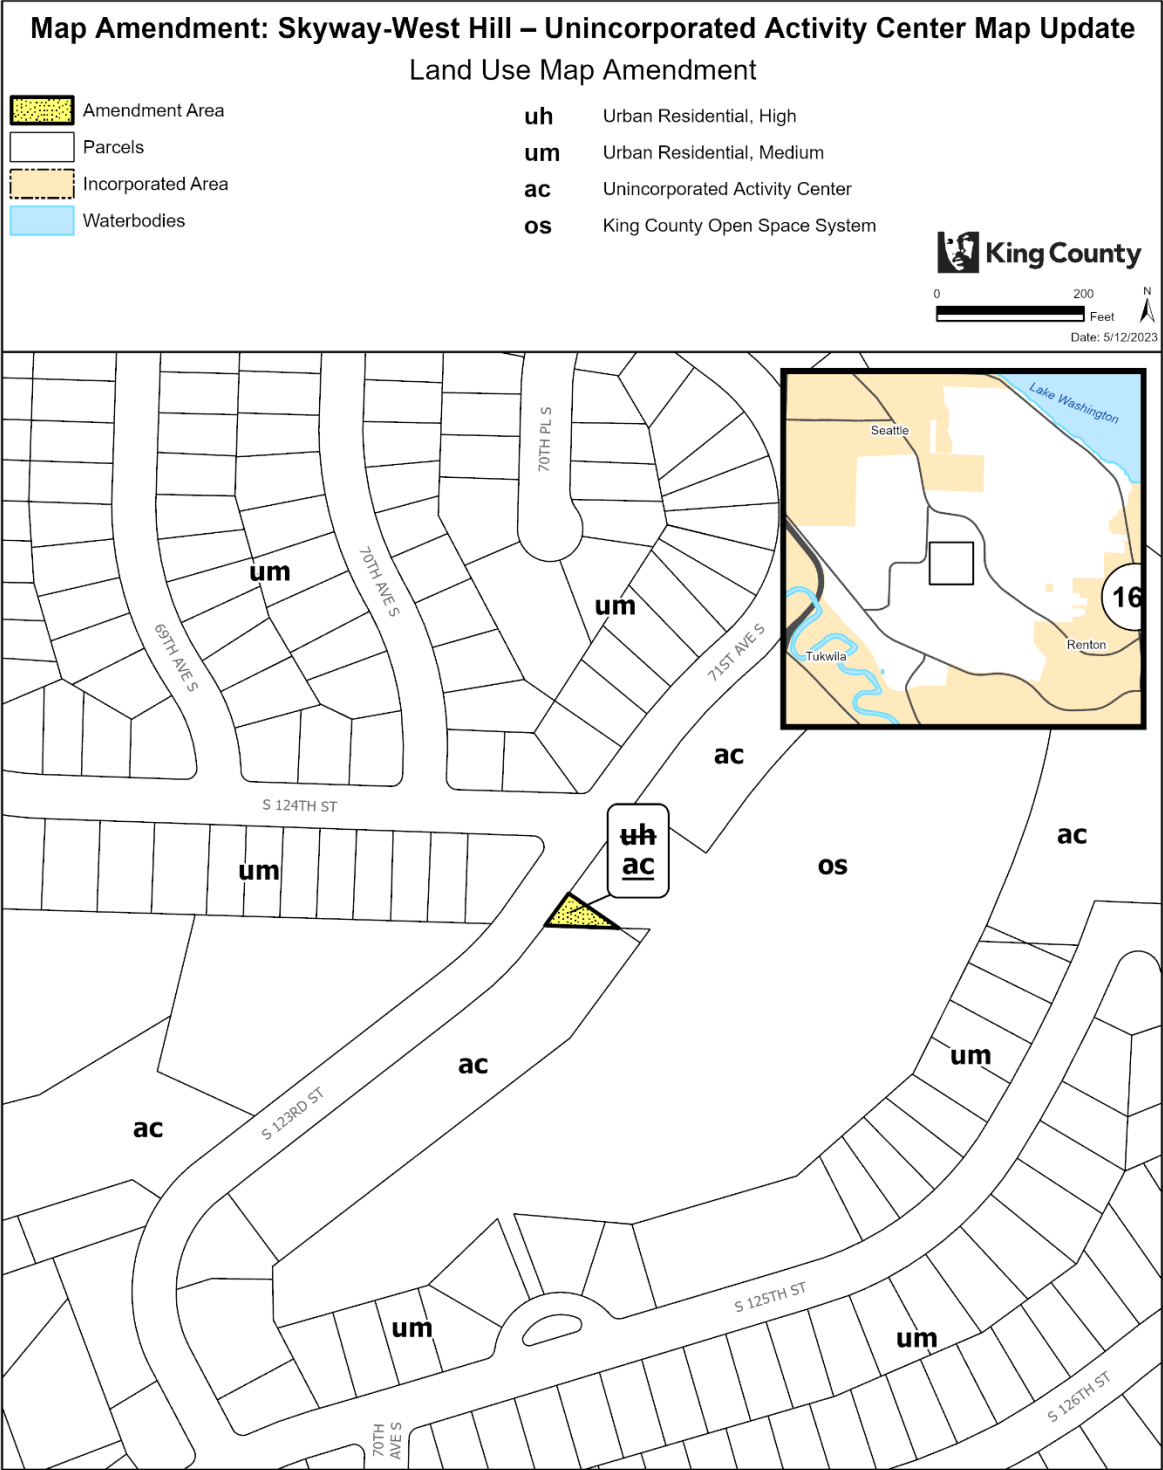 Map Amendment: Skyway-West Hill – Unincorporated Activity Center Map Update
Land Use Map Amendment
Amendment Area
Parcels
Incorporated Area
Waterbodies
uh Urban Residential, High
um Urban Residential, Medium
ac Unincorporated Activity Center
os King County Open Space System
King County
0 200
Feet
N
Date: 5/12/2023
Lake Washington
Seattle
16
Renton
Tukwila
70TH PL S
70TH AVE S
69TH AVE S
71ST AVE S
um
um
ac
S 124TH ST
uh
ac
um
os
ac
um
ac
ac
S 123RD ST
S 125TH ST
um
um
70TH
AVE S
S 126TH ST